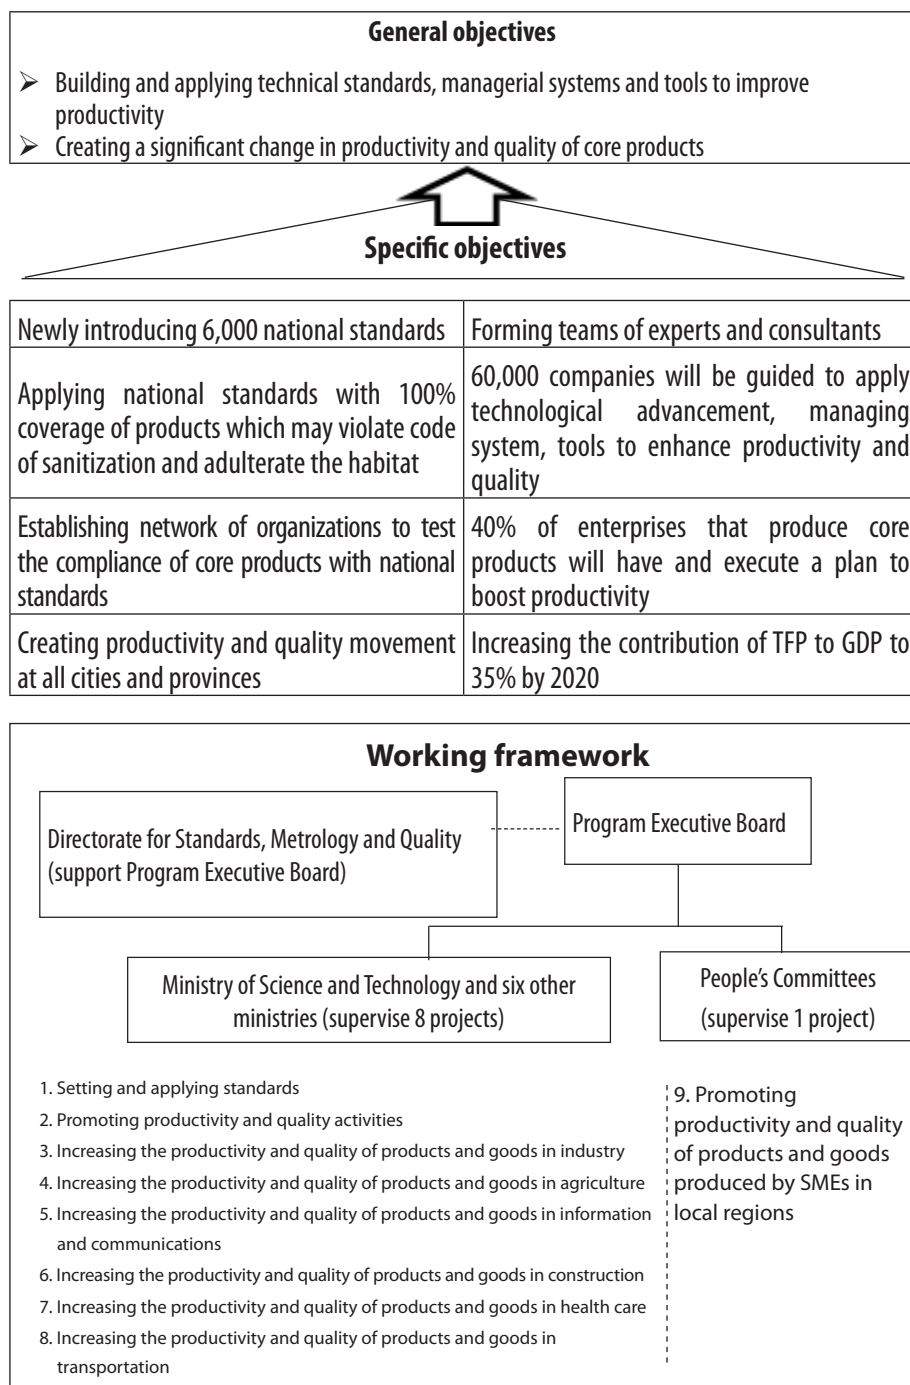 General objectives
➢ Building and applying technical standards, managerial systems and tools to improve
productivity
➢ Creating a significant change in productivity and quality of core products
Specific objectives
Newly introducing 6,000 national standards
Forming teams of experts and consultants
Applying national standards with 100%
coverage of products which may violate code
of sanitization and adulterate the habitat
60,000 companies will be guided to apply
technological advancement, managing
system, tools to enhance productivity and
quality
Establishing network of organizations to test
the compliance of core products with national
standards
40% of enterprises that produce core
products will have and execute a plan to
boost productivity
Creating productivity and quality movement
at all cities and provinces
Increasing the contribution of TFP to GDP to
35% by 2020
Working framework
Directorate for Standards, Metrology and Quality
(support Program Executive Board)
Program Executive Board
Ministry of Science and Technology and six other
ministries (supervise 8 projects)
People's Committees
(supervise 1 project)
1. Setting and applying standards
2. Promoting productivity and quality activities
3. Increasing the productivity and quality of products and goods in industry
4. Increasing the productivity and quality of products and goods in agriculture
5. Increasing the productivity and quality of products and goods in information
and communications
6. Increasing the productivity and quality of products and goods in construction
7. Increasing the productivity and quality of products and goods in health care
8. Increasing the productivity and quality of products and goods in
transportation
9. Promoting
productivity and quality
of products and goods
produced by SMEs in
local regions